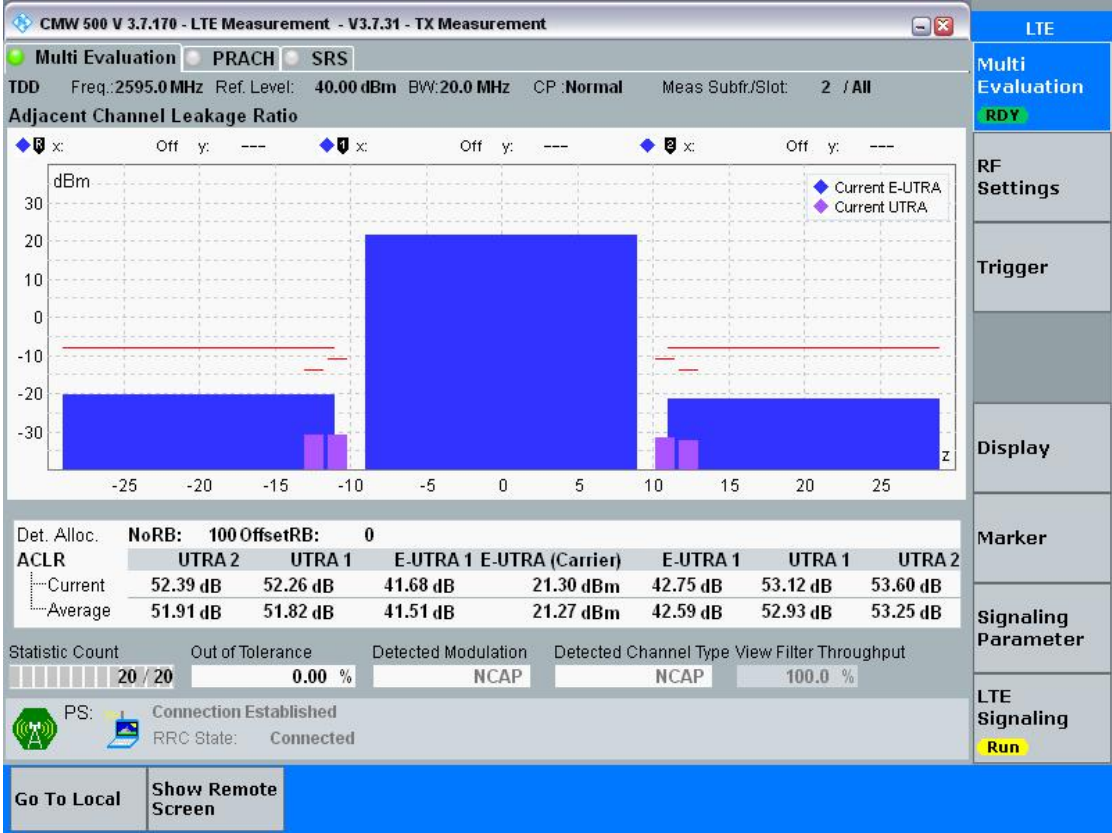 CMW 500 V 3.7.170 - LTE Measurement - V3.7.31 - TX Measurement
LTE
Multi Evaluation PRACH SRS
Multi Evaluation
RDY
TDD Freq.:2595.0 MHz Ref. Level: 40.00 dBm BW:20.0 MHz CP :Normal Meas Subfr./Slot: 2 / All
Adjacent Channel Leakage Ratio
R x: Off y: --- 1 x: Off y: --- 2 x: Off y: ---
dBm
Current E-UTRA
Current UTRA
30
20
10
0
-10
-20
-30
z
-25 -20 -15 -10 -5 0 5 10 15 20 25
RF Settings
Trigger
Display
Marker
Signaling Parameter
LTE Signaling
Run
Det. Alloc. NoRB: 100 OffsetRB: 0
ACLR UTRA 2 UTRA 1 E-UTRA 1 E-UTRA (Carrier) E-UTRA 1 UTRA 1 UTRA 2
Current 52.39 dB 52.26 dB 41.68 dB 21.30 dBm 42.75 dB 53.12 dB 53.60 dB
Average 51.91 dB 51.82 dB 41.51 dB 21.27 dBm 42.59 dB 52.93 dB 53.25 dB
Statistic Count Out of Tolerance Detected Modulation Detected Channel Type View Filter Throughput
20 / 20 0.00 % NCAP NCAP 100.0 %
PS: Connection Established
RRC State: Connected
Go To Local
Show Remote Screen